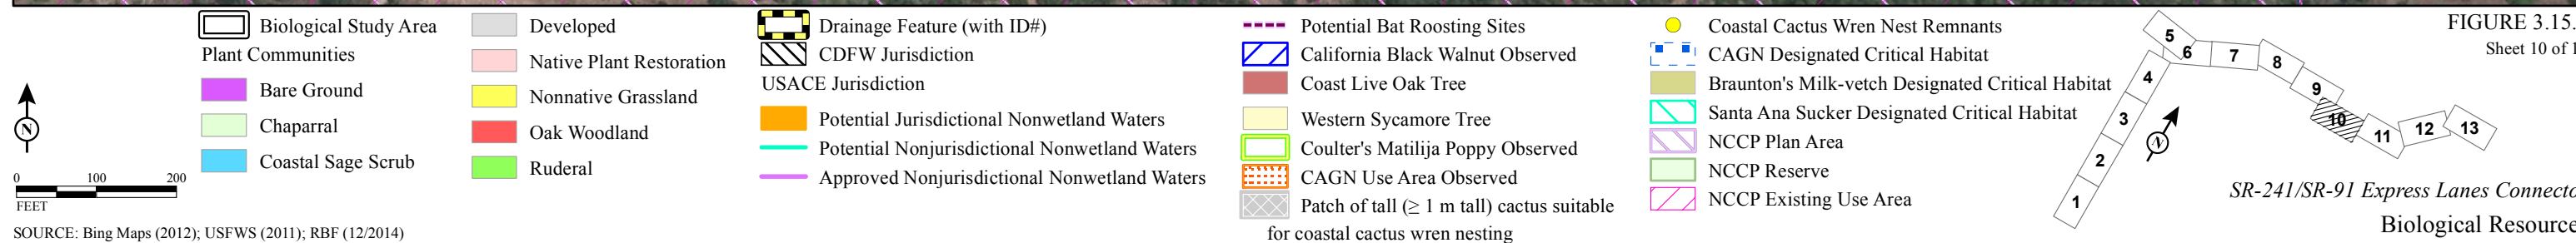 Biological Study Area
Plant Communities
Bare Ground
Chaparral
Coastal Sage Scrub
Developed
Native Plant Restoration
Nonnative Grassland
Oak Woodland
Ruderal
Drainage Feature (with ID#)
CDFW Jurisdiction
USACE Jurisdiction
Potential Jurisdictional Nonwetland Waters
Potential Nonjurisdictional Nonwetland Waters
Approved Nonjurisdictional Nonwetland Waters
Potential Bat Roosting Sites
California Black Walnut Observed
Coast Live Oak Tree
Western Sycamore Tree
Coulter's Matilija Poppy Observed
CAGN Use Area Observed
Patch of tall (≥ 1 m tall) cactus suitable
for coastal cactus wren nesting
Coastal Cactus Wren Nest Remnants
CAGN Designated Critical Habitat
Braunton's Milk-vetch Designated Critical Habitat
Santa Ana Sucker Designated Critical Habitat
NCCP Plan Area
NCCP Reserve
NCCP Existing Use Area
N
0 100 200
FEET
SOURCE: Bing Maps (2012); USFWS (2011); RBF (12/2014)
1
2
3
4
5
6
7
8
9
10
11
12
13
N
FIGURE 3.15.
Sheet 10 of 1
SR-241/SR-91 Express Lanes Connecto
Biological Resource